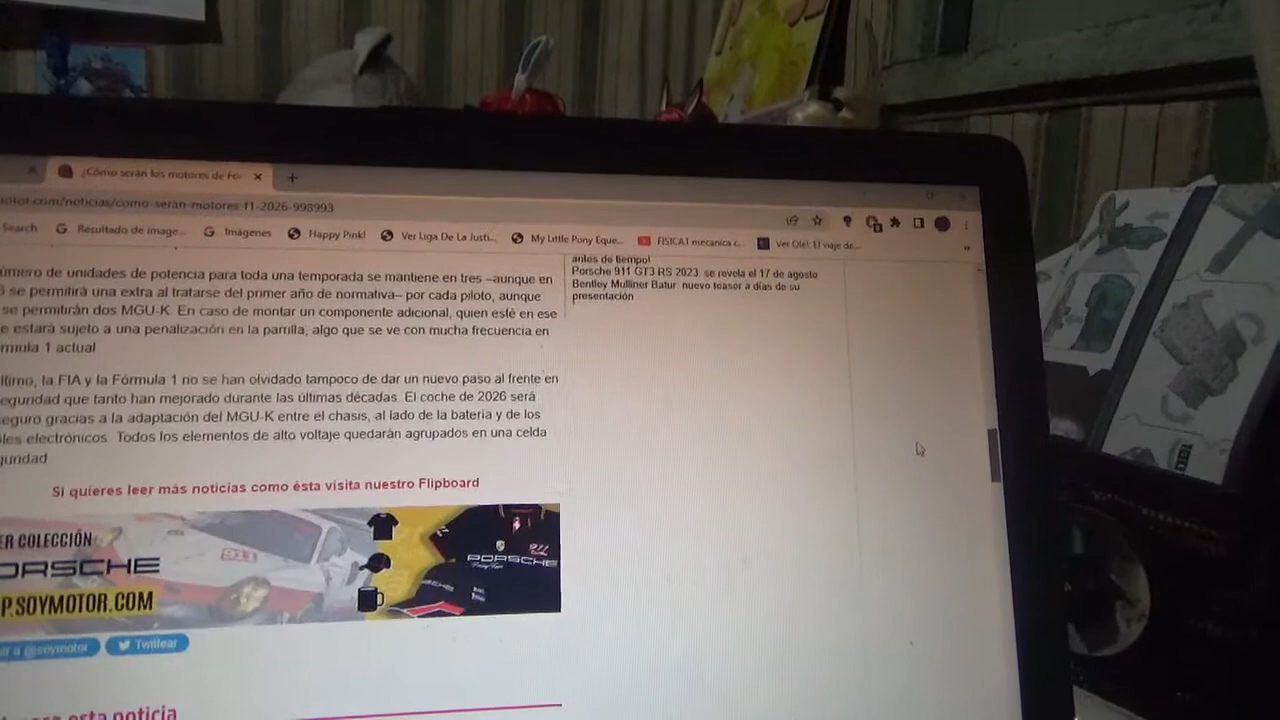 ¿Cómo serán los motores de For
motor.com/noticias/como-seran-motores-f1-2026-998993
Search
Resultado de image...
Imágenes
Happy Pink!
Ver Liga De La Justi...
My Little Pony Eque...
FISICA1 mecanica c...
Ver Olé!: El viaje de...
úmero de unidades de potencia para toda una temporada se mantiene en tres –aunque en
6 se permitirá una extra al tratarse del primer año de normativa– por cada piloto, aunque
se permitirán dos MGU-K. En caso de montar un componente adicional, quien esté en ese
e estará sujeto a una penalización en la parrilla, algo que se ve con mucha frecuencia en
rmula 1 actual
ltimo, la FIA y la Fórmula 1 no se han olvidado tampoco de dar un nuevo paso al frente en
eguridad que tanto han mejorado durante las últimas décadas. El coche de 2026 será
eguro gracias a la adaptación del MGU-K entre el chasis, al lado de la batería y de los
les electrónicos. Todos los elementos de alto voltaje quedarán agrupados en una celda
guridad
Si quieres leer más noticias como ésta visita nuestro Flipboard
antes de tiempo!
Porsche 911 GT3 RS 2023: se revela el 17 de agosto
Bentley Mulliner Batur: nuevo teaser a días de su
presentación
ER COLECCIÓN
ORSCHE
P.SOYMOTOR.COM
911
PORSCHE
er a @soymotor
Twittear
esta noticia